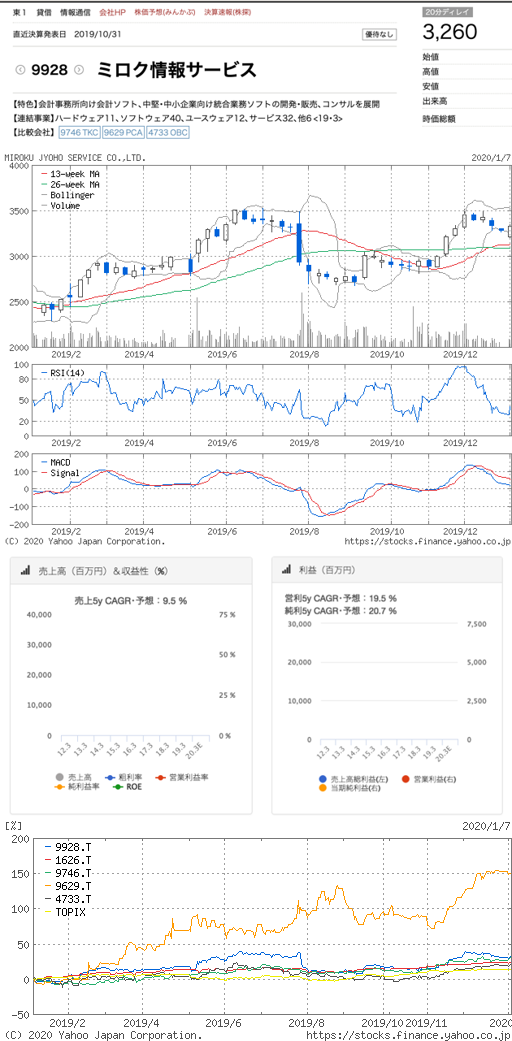 東1 貸借 情報通信 会社HP 株価予想(みんかぶ) 決算速報(株探)
20分ディレイ
3,260
直近決算発表日 2019/10/31 優待なし
始値
高値
安値
出来高
時価総額
9928 ミロク情報サービス
【特色】会計事務所向け会計ソフト、中堅・中小企業向け統合業務ソフトの開発・販売、コンサルを展開
【連結事業】ハードウェア11、ソフトウェア40、ユースウェア12、サービス32、他6<19・3>
【比較会社】 9746 TKC 9629 PCA 4733 OBC
MIROKU JYOHO SERVICE CO.,LTD. 2020/1/7
4000
3500
3000
2500
2000
13-week MA
26-week MA
Bollinger
Volume
2019/2 2019/4 2019/6 2019/8 2019/10 2019/12
100
80
50
20
0
RSI(14)
2019/2 2019/4 2019/6 2019/8 2019/10 2019/12
200
100
0
-100
-200
MACD
Signal
2019/2 2019/4 2019/6 2019/8 2019/10 2019/12
(C) 2020 Yahoo Japan Corporation. https://stocks.finance.yahoo.co.jp
売上高（百万円）＆収益性（%）
売上5y CAGR・予想：9.5 %
40,000
30,000
20,000
10,000
0
75 %
50 %
25 %
0 %
12.3 13.3 14.3 15.3 16.3 17.3 18.3 19.3 20.3E
売上高 粗利率 営業利益率
純利益率 ROE
利益（百万円）
営利5y CAGR・予想：19.5 %
純利5y CAGR・予想：20.7 %
30,000
20,000
10,000
0
7,500
5,000
2,500
0
12.3 13.3 14.3 15.3 16.3 17.3 18.3 19.3 20.3E
売上高総利益(左) 営業利益(右)
当期純利益(右)
[%] 2020/1/7
200
150
100
50
0
-50
9928.T
1626.T
9746.T
9629.T
4733.T
TOPIX
2019/2 2019/4 2019/6 2019/8 2019/10 2019/11 2020
(C) 2020 Yahoo Japan Corporation. https://stocks.finance.yahoo.co.jp